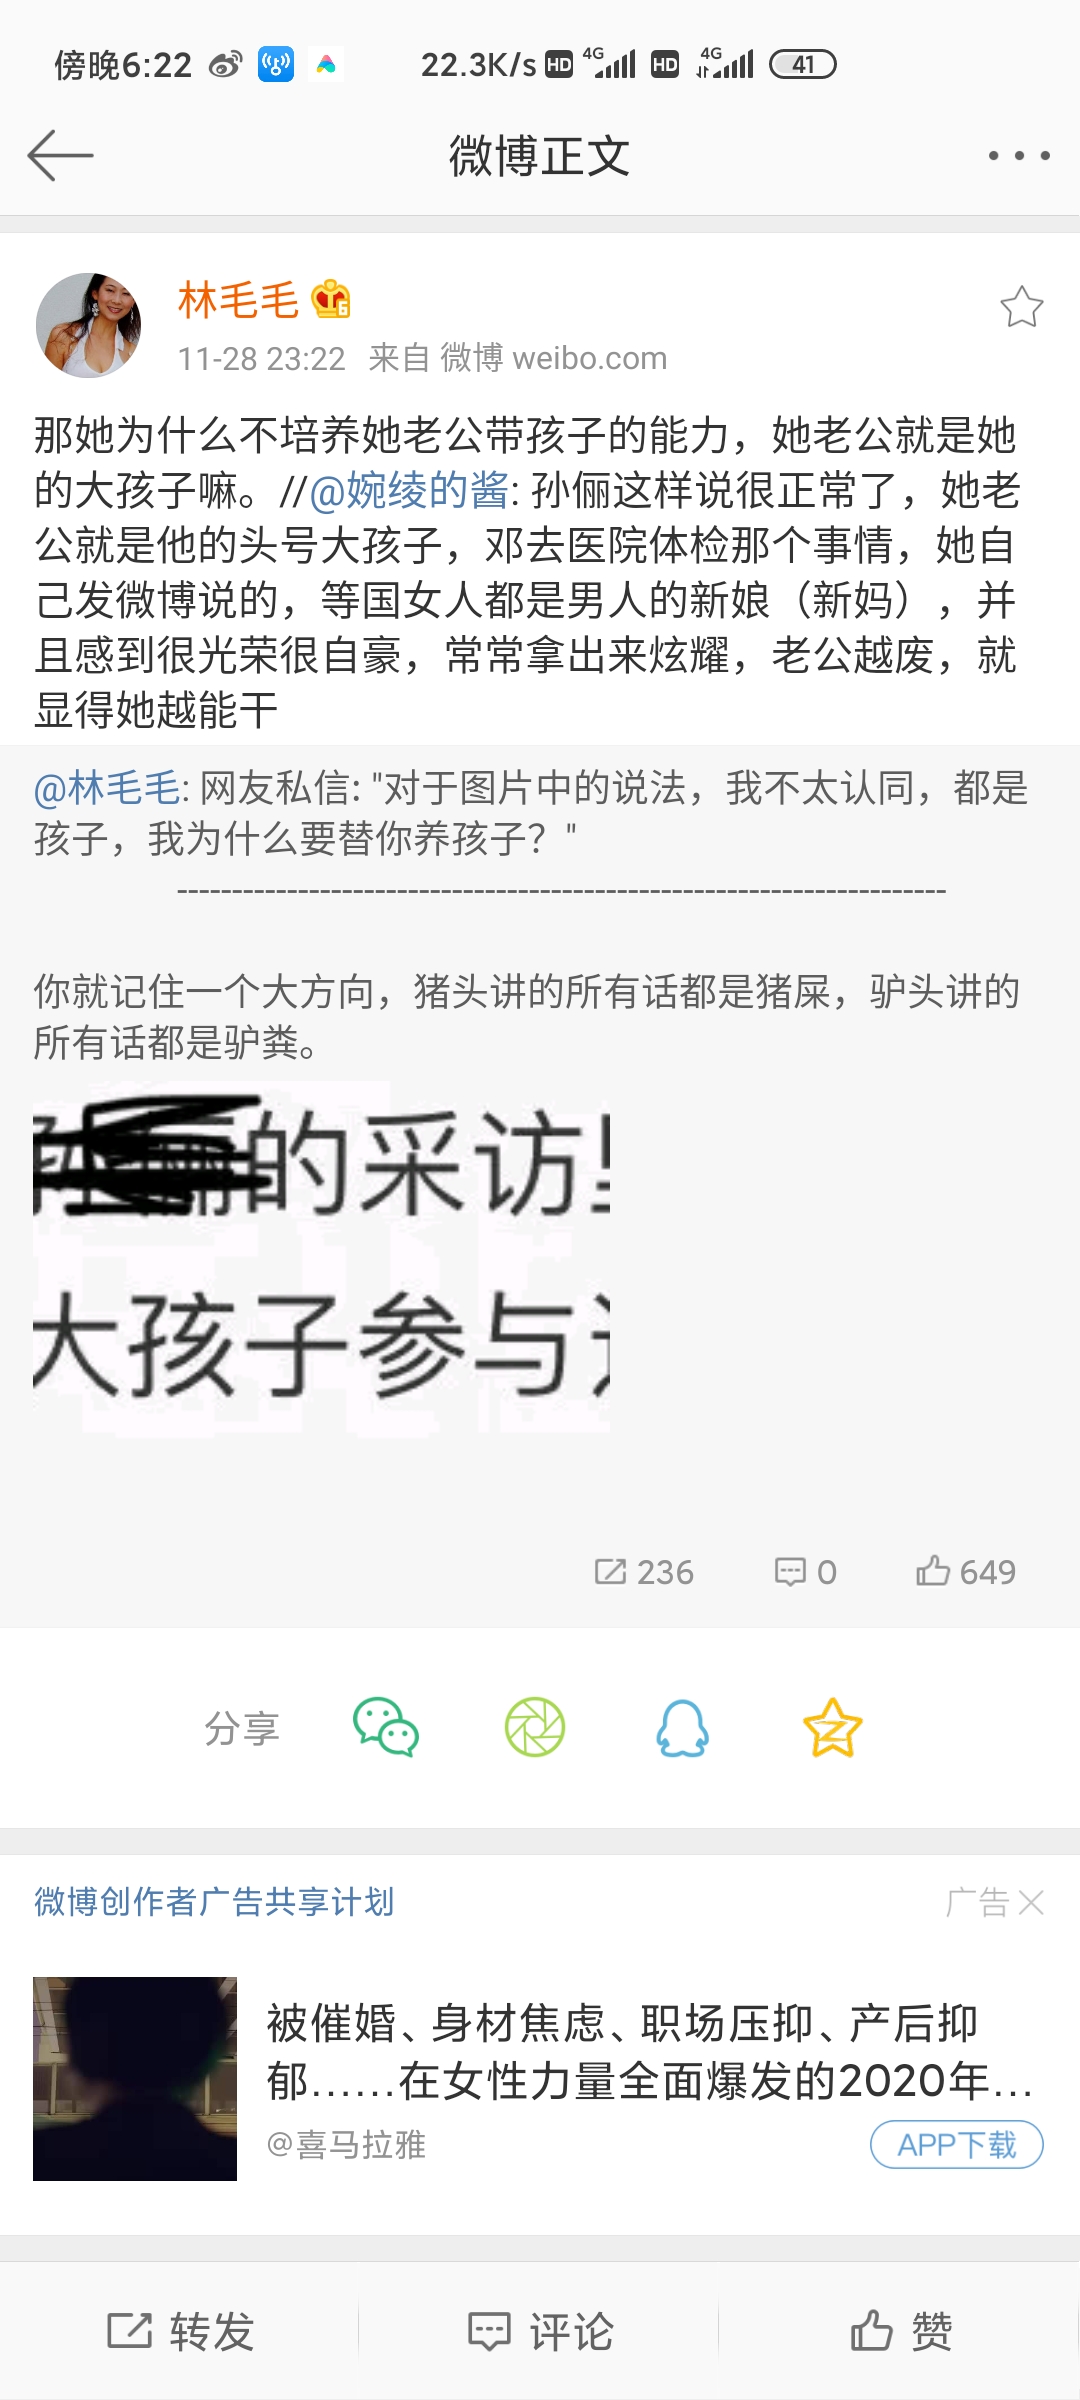 傍晚6:22 22.3K/s HD 4G HD 4G 41
微博正文
林毛毛 6
11-28 23:22 来自 微博 weibo.com
那她为什么不培养她老公带孩子的能力，她老公就是她
的大孩子嘛。//@婉绫的酱: 孙俪这样说很正常了，她老
公就是他的头号大孩子，邓去医院体检那个事情，她自
己发微博说的，等国女人都是男人的新娘（新妈），并
且感到很光荣很自豪，常常拿出来炫耀，老公越废，就
显得她越能干
@林毛毛: 网友私信: "对于图片中的说法，我不太认同，都是
孩子，我为什么要替你养孩子？"
----------------------------------------------------------------------
你就记住一个大方向，猪头讲的所有话都是猪屎，驴头讲的
所有话都是驴粪。
的采访
大孩子参与
236 0 649
分享
微博创作者广告共享计划 广告
被催婚、身材焦虑、职场压抑、产后抑
郁……在女性力量全面爆发的2020年...
@喜马拉雅 APP下载
转发 评论 赞